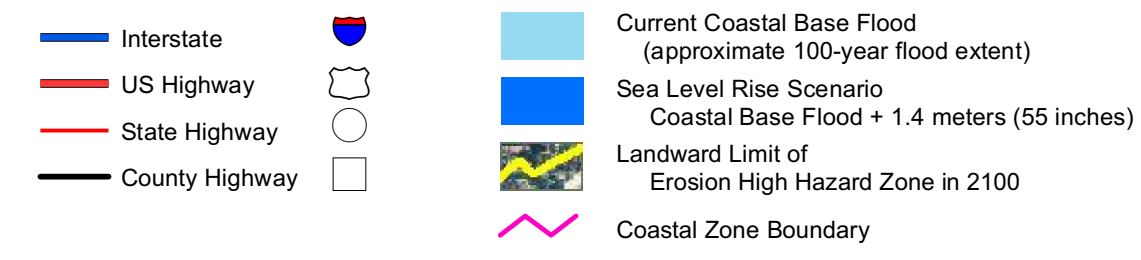 Interstate
US Highway
State Highway
County Highway
Current Coastal Base Flood
(approximate 100-year flood extent)
Sea Level Rise Scenario
Coastal Base Flood + 1.4 meters (55 inches)
Landward Limit of
Erosion High Hazard Zone in 2100
Coastal Zone Boundary